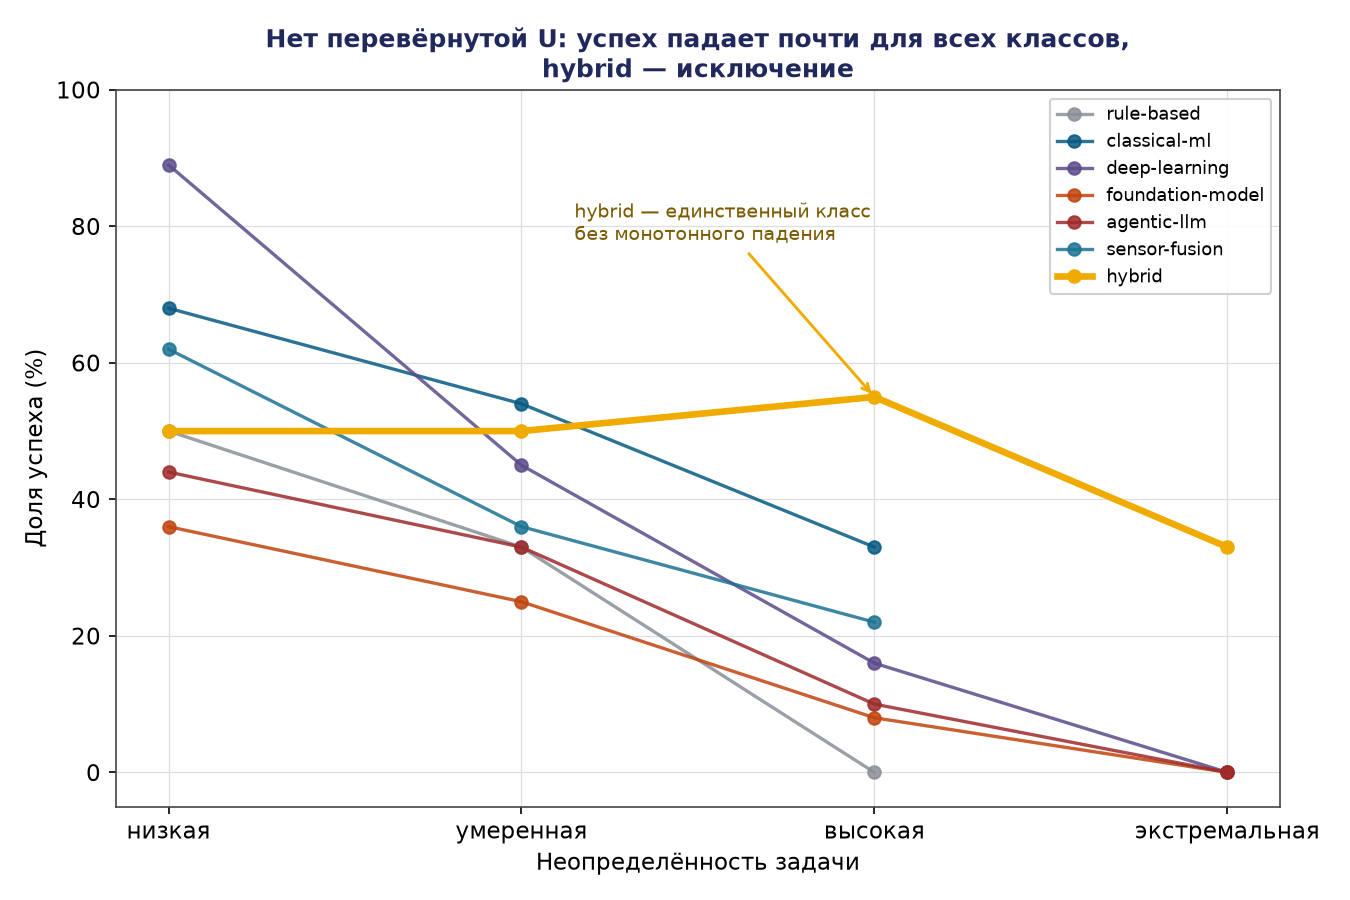 Нет перевёрнутой U: успех падает почти для всех классов,
hybrid — исключение
100
80
60
40
20
0
Доля успеха (%)
hybrid — единственный класс
без монотонного падения
rule-based
classical-ml
deep-learning
foundation-model
agentic-llm
sensor-fusion
hybrid
низкая
умеренная
высокая
экстремальная
Неопределённость задачи